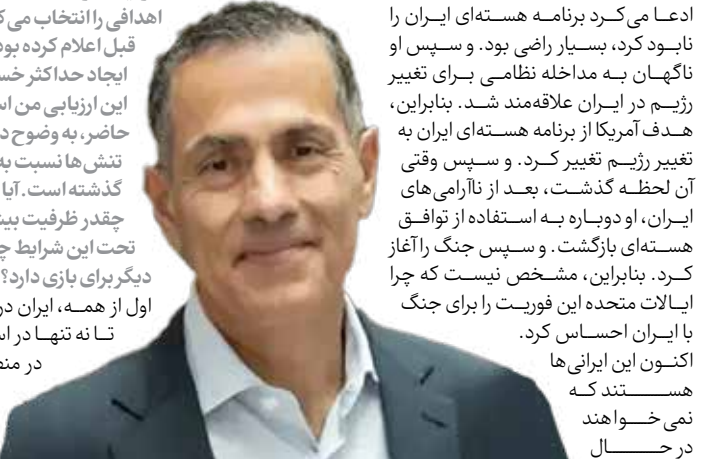 ادعا می‌کرد برنامه هسته‌ای ایران را
نابود کرد، بسیار راضی بود. و سپس او
ناگهان به مداخله نظامی برای تغییر
رژیم در ایران علاقه‌مند شد. بنابراین،
هدف آمریکا از برنامه هسته‌ای ایران به
تغییر رژیم تغییر کرد. و سپس وقتی
آن لحظه گذشت، بعد از ناآرامی‌های
ایران، او دوباره به استفاده از توافق
هسته‌ای بازگشت. و سپس جنگ را آغاز
کرد. بنابراین، مشخص نیست که چرا
ایالات متحده این فوریت را برای جنگ
با ایران احساس کرد.
اکنون این ایرانی‌ها
هستند که
نمی‌خواهند
در حال
اهدافی را انتخاب می‌ک
قبل اعلام کرده بود
ایجاد حداکثر خس
این ارزیابی من اس
حاضر، به وضوح د
تنش‌ها نسبت به
گذشته است. آیا
چقدر ظرفیت بیش
تحت این شرایط چ
دیگر برای بازی دارد؟
اول از همه، ایران در
تا نه تنها در اس
در منط